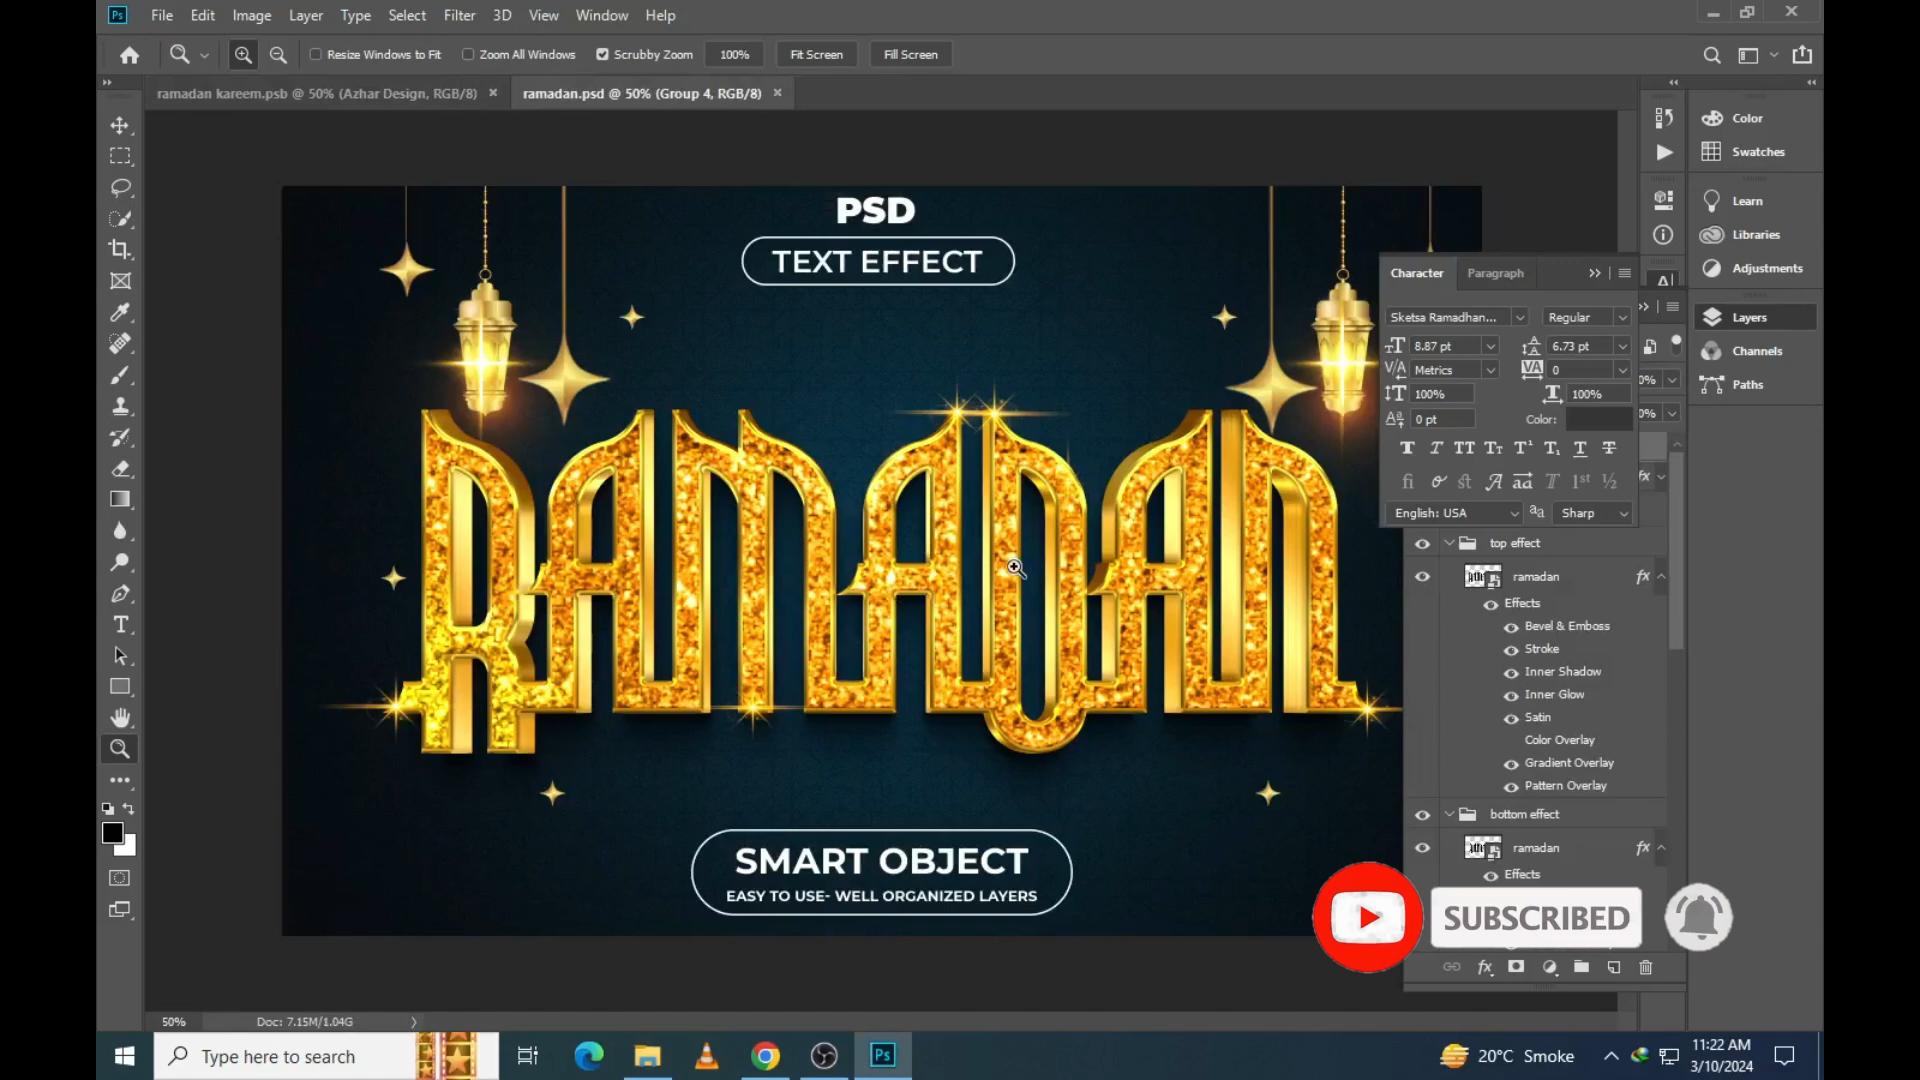 Ps File Edit Image Layer Type Select Filter 3D View Window Help
Resize Windows to Fit Zoom All Windows Scrubby Zoom 100% Fit Screen Fill Screen
ramadan kareem.psb @ 50% (Azhar Design, RGB/8) × ramadan.psd @ 50% (Group 4, RGB/8) ×
PSD
TEXT EFFECT
RAMADAN
SMART OBJECT
EASY TO USE- WELL ORGANIZED LAYERS
Color
Swatches
Learn
Libraries
Adjustments
Layers
Channels
Paths
Character Paragraph
Sketsa Ramadhan... Regular
8.87 pt 6.73 pt
Metrics 0
100% 100%
0 pt Color:
English: USA Sharp
0%
0%
top effect
ramadan fx
Effects
Bevel & Emboss
Stroke
Inner Shadow
Inner Glow
Satin
Color Overlay
Gradient Overlay
Pattern Overlay
bottom effect
ramadan fx
Effects
SUBSCRIBED
50% Doc: 7.15M/1.04G
Type here to search
Ps
20°C Smoke
11:22 AM
3/10/2024